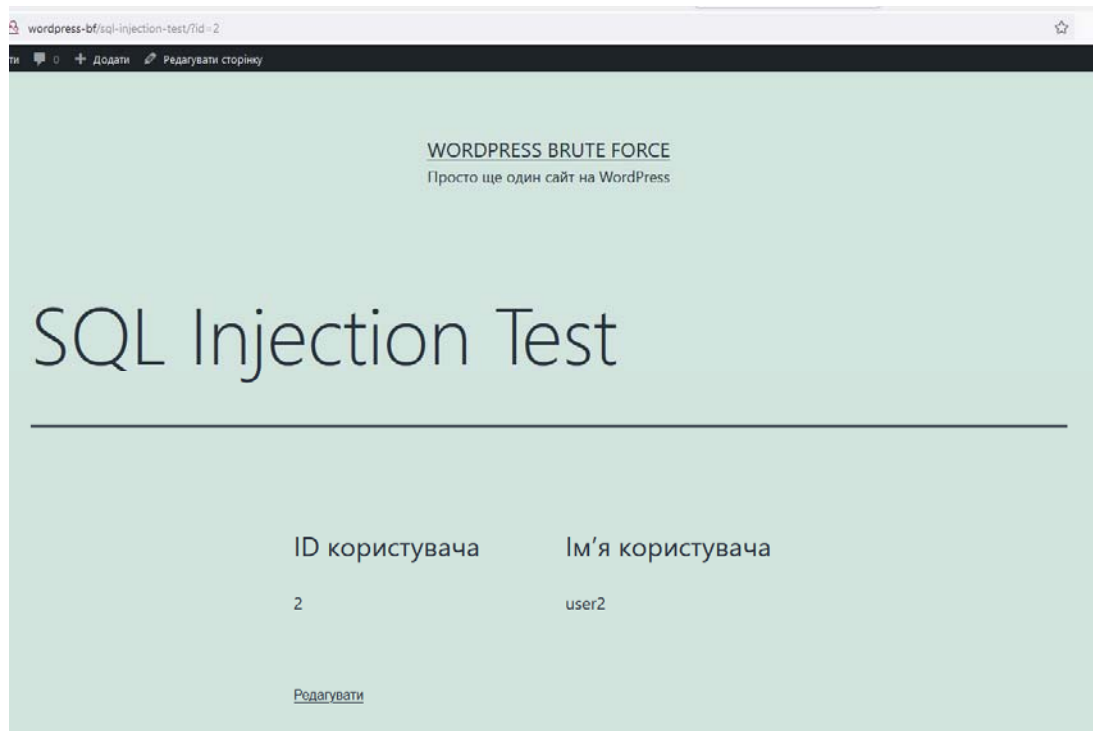 wordpress-bf/sql-injection-test/?id=2
ти 0 + Додати Редагувати сторінку
WORDPRESS BRUTE FORCE
Просто ще один сайт на WordPress
SQL Injection Test
ID користувача Ім’я користувача
2 user2
Редагувати